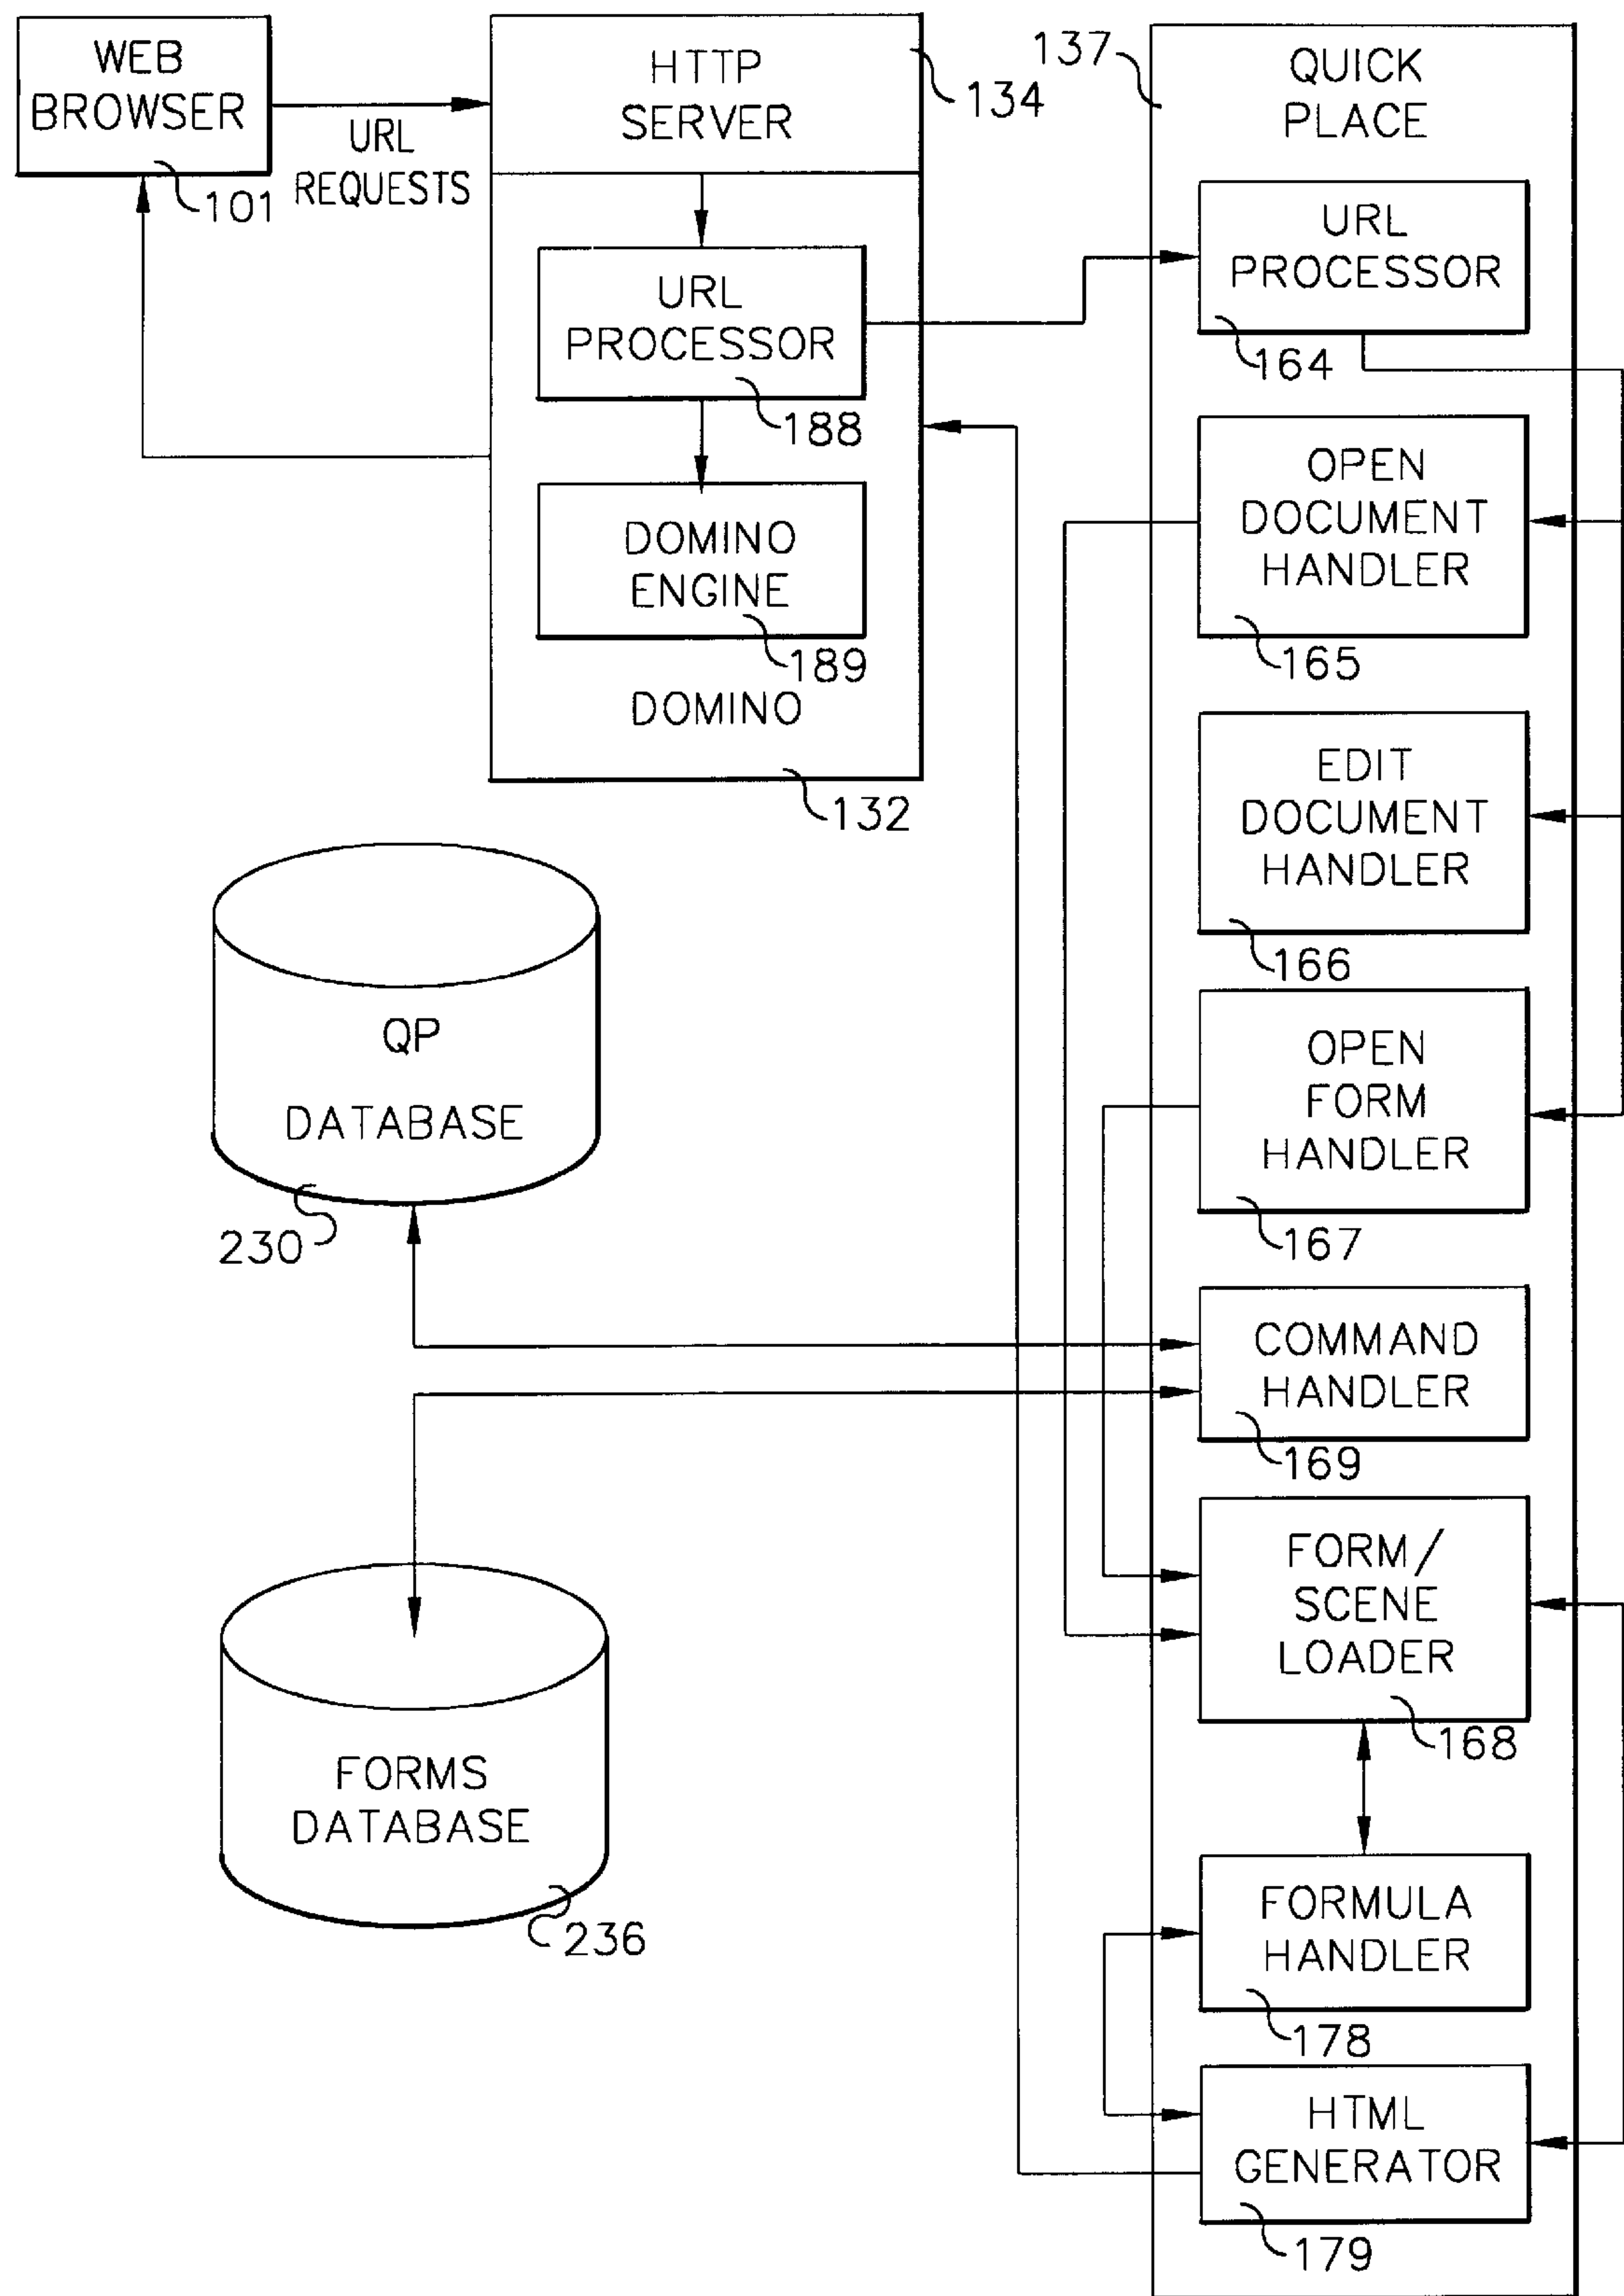 WEB
BROWSER
101
URL
REQUESTS
HTTP
SERVER
134
URL
PROCESSOR
188
DOMINO
ENGINE
189
DOMINO
132
137
QUICK
PLACE
URL
PROCESSOR
164
OPEN
DOCUMENT
HANDLER
165
EDIT
DOCUMENT
HANDLER
166
OPEN
FORM
HANDLER
167
COMMAND
HANDLER
169
FORM/
SCENE
LOADER
168
FORMULA
HANDLER
178
HTML
GENERATOR
179
QP
DATABASE
230
FORMS
DATABASE
236